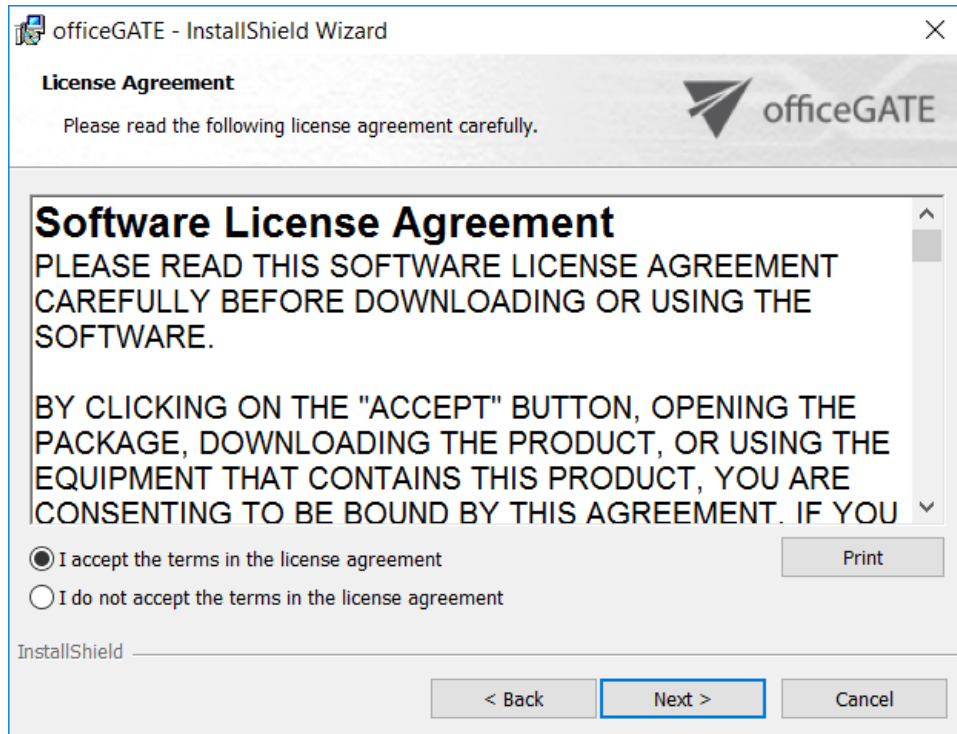 officeGATE - InstallShield Wizard
License Agreement
Please read the following license agreement carefully.
officeGATE
Software License Agreement
PLEASE READ THIS SOFTWARE LICENSE AGREEMENT
CAREFULLY BEFORE DOWNLOADING OR USING THE
SOFTWARE.
BY CLICKING ON THE "ACCEPT" BUTTON, OPENING THE
PACKAGE, DOWNLOADING THE PRODUCT, OR USING THE
EQUIPMENT THAT CONTAINS THIS PRODUCT, YOU ARE
CONSENTING TO BE BOUND BY THIS AGREEMENT. IF YOU
I accept the terms in the license agreement
Print
I do not accept the terms in the license agreement
InstallShield
< Back
Next >
Cancel